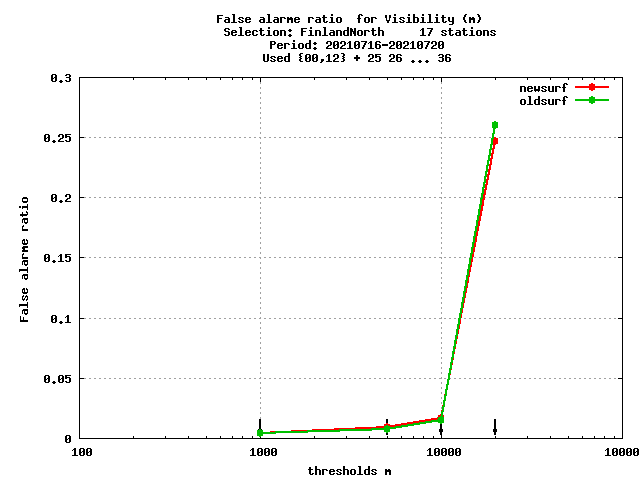 False alarme ratio  for Visibility (m)
Selection: FinlandNorth     17 stations
Period: 20210716-20210720
Used {00,12} + 25 26 ... 36
newsurf
oldsurf
0.3
0.25
0.2
0.15
0.1
0.05
0
False alarme ratio
100
1000
10000
10000
thresholds m